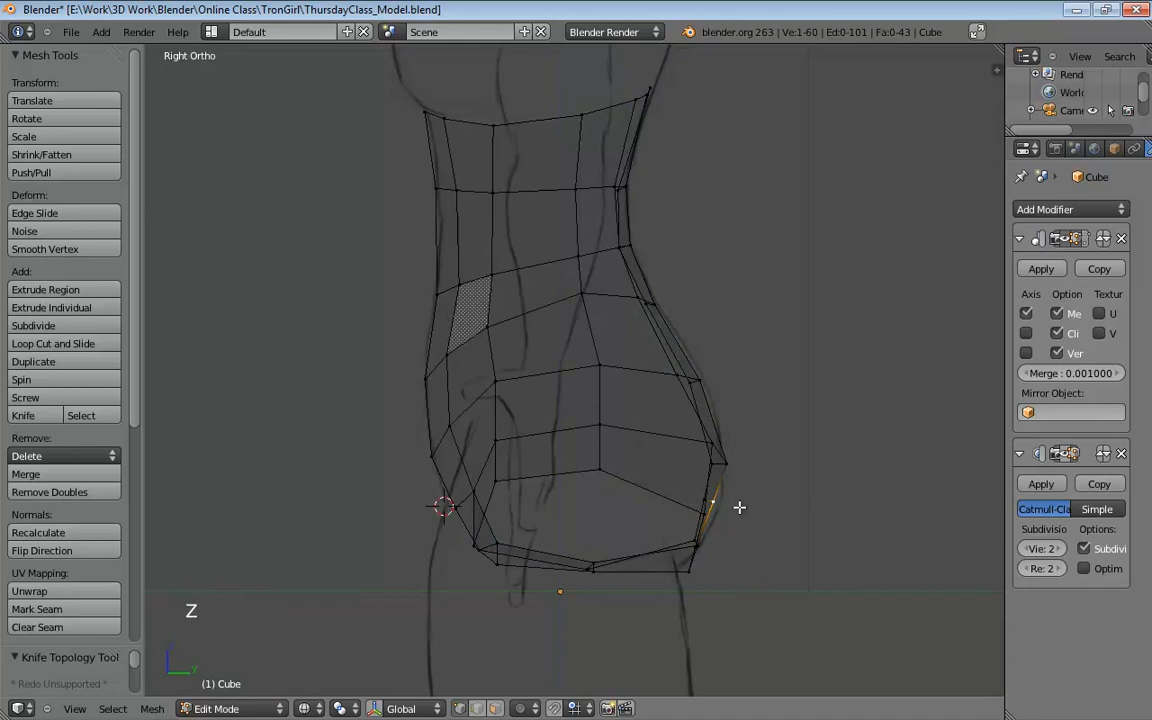 Blender* [E:\Work\3D Work\Blender\Online Class\TronGirl\ThursdayClass_Model.blend]
File Add Render Help Default Scene Blender Render blender.org 263 | Ve:1-60 | Ed:0-101 | Fa:0-43 | Cube
Mesh Tools
Right Ortho
View Search
Transform:
Translate
Rotate
Scale
Shrink/Fatten
Push/Pull
Deform:
Edge Slide
Noise
Smooth Vertex
Add:
Extrude Region
Extrude Individual
Subdivide
Loop Cut and Slide
Duplicate
Spin
Screw
Knife Select
Remove:
Delete
Merge
Remove Doubles
Normals:
Recalculate
Flip Direction
UV Mapping:
Unwrap
Mark Seam
Clear Seam
Knife Topology Tool
* Redo Unsupported *
Z
(1) Cube
View Select Mesh Edit Mode Global
Rend
World
Came
Cube
Add Modifier
Apply Copy
Axis Option Textur
Me U
Cli V
Ver
Merge : 0.001000
Mirror Object:
Apply Copy
Catmull-Cla Simple
Subdivisio Options:
Vie: 2 Subdivi
Re: 2 Optim